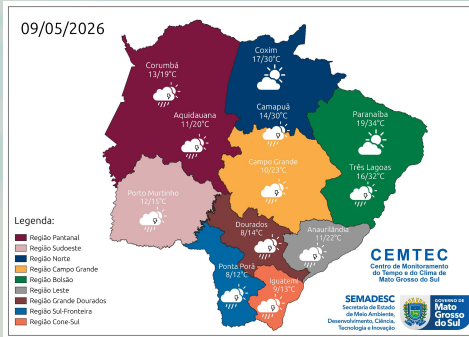 09/05/2026
Coxim
17/30°C
Corumbá
13/19°C
Camapuã
14/30°C
Aquidauana
11/20°C
Paranaíba
19/34°C
Campo Grande
10/23°C
Três Lagoas
16/32°C
Porto Murtinho
12/15°C
Dourados
8/14°C
Anaurilândia
11/22°C
Ponta Porã
8/12°C
Iguatemi
9/13°C
Legenda:
Região Pantanal
Região Sudoeste
Região Norte
Região Campo Grande
Região Bolsão
Região Leste
Região Grande Dourados
Região Sul-Fronteira
Região Cone-Sul
CEMTEC
Centro de Monitoramento
do Tempo e do Clima de
Mato Grosso do Sul
SEMADESC
Secretaria de Estado
de Meio Ambiente,
Desenvolvimento, Ciência,
Tecnologia e Inovação
GOVERNO DE
Mato
Grosso
do Sul